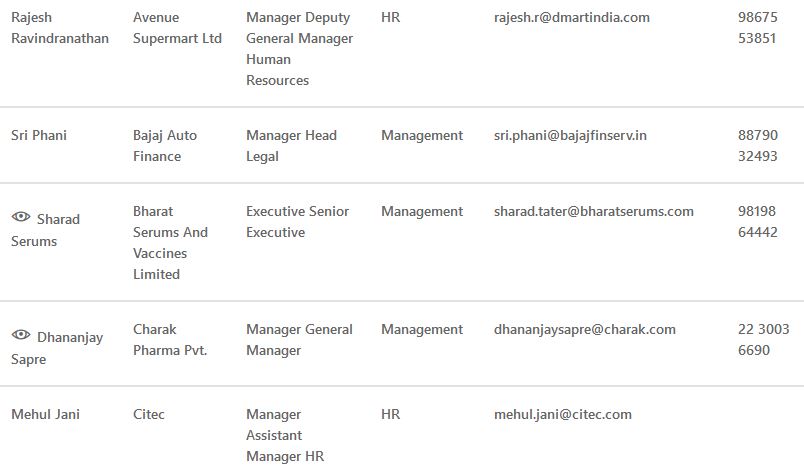 Rajesh Avenue Manager Deputy HR rajesh.r@dmartindia.com 98675
Ravindranathan Supermart Ltd General Manager 53851
Human
Resources
Sri Phani Bajaj Auto Manager Head Management sri.phani@bajajfinserv.in 88790
Finance Legal 32493
Sharad Bharat Executive Senior Management sharad.tater@bharatserums.com 98198
Serums Serums And Executive 64442
Vaccines
Limited
Dhananjay Charak Manager General Management dhananjaysapre@charak.com 22 3003
Sapre Pharma Pvt. Manager 6690
Mehul Jani Citec Manager HR mehul.jani@citec.com
Assistant
Manager HR